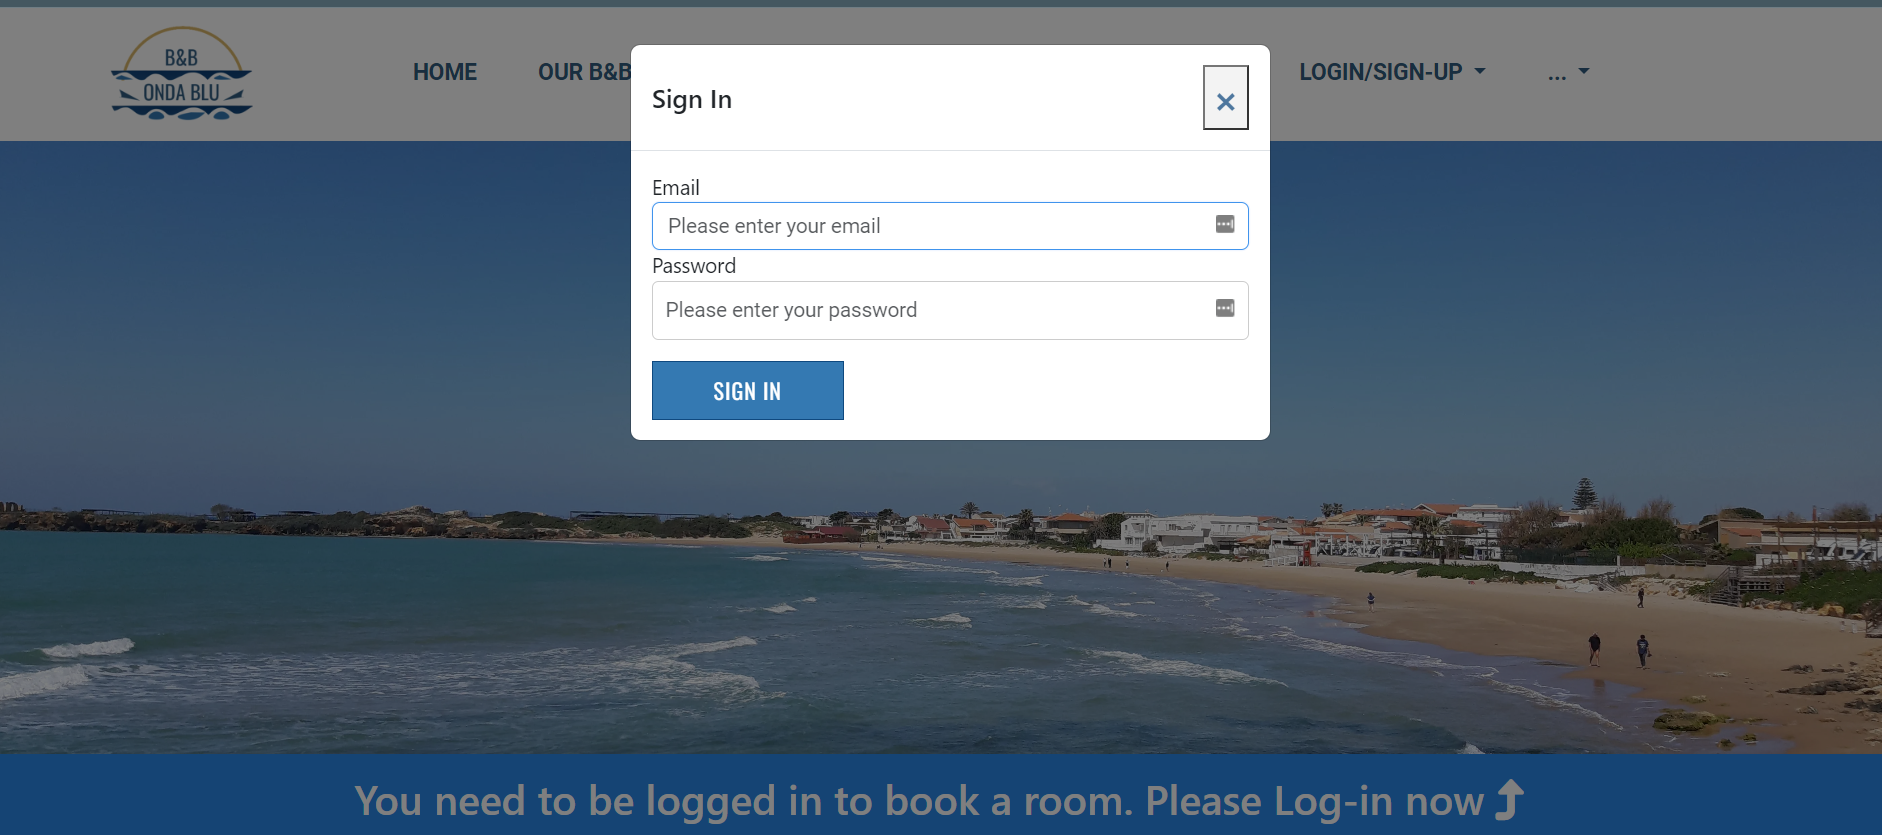 B&B
ONDA BLU
HOME
OUR B&B
LOGIN/SIGN-UP
...
Sign In
×
Email
Please enter your email
Password
Please enter your password
SIGN IN
You need to be logged in to book a room. Please Log-in now